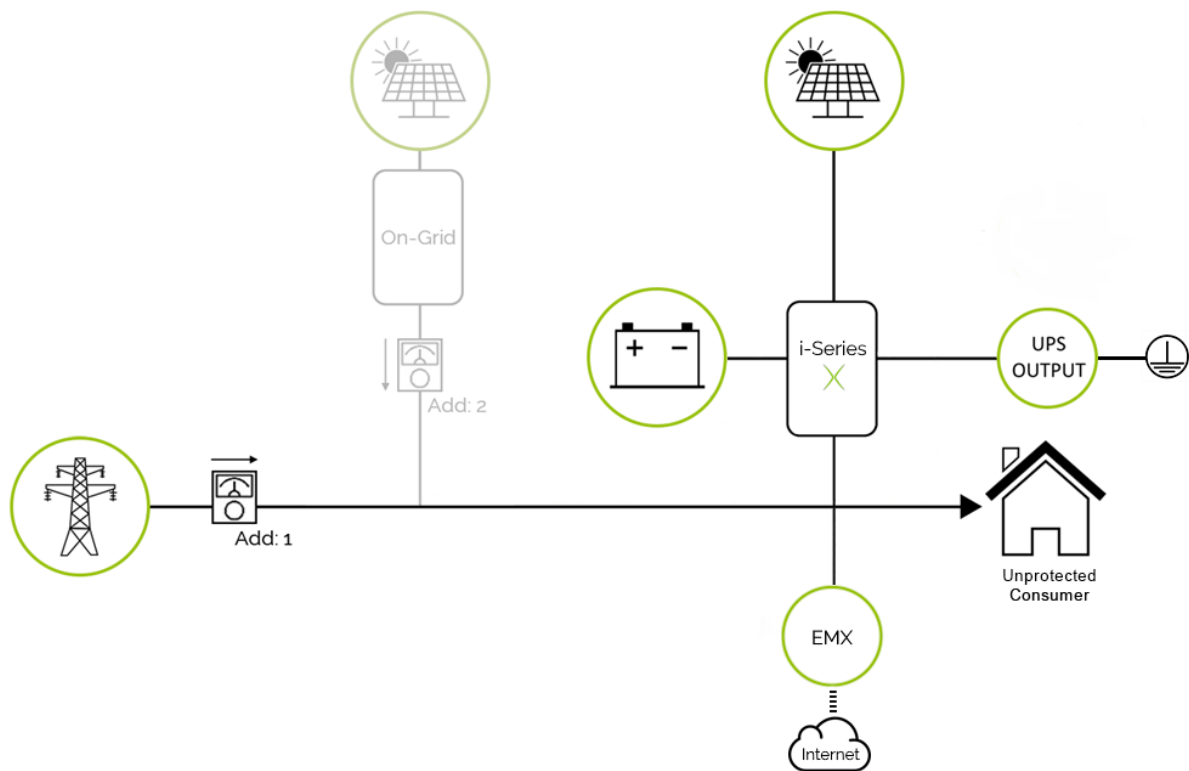 On-Grid
Add: 2
+ −
i-Series
X
UPS
OUTPUT
Add: 1
Unprotected
Consumer
EMX
Internet